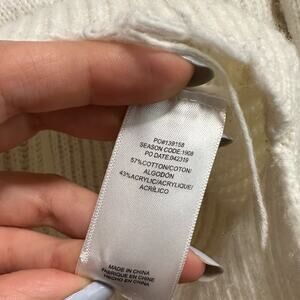 PO#139158
SEASON CODE:1908
PO DATE:042319
57%COTTON/COTON/
ALGODÓN
43%ACRYLIC/ACRYLIQUE/
ACRÍLICO
MADE IN CHINA
FABRIQUÉ EN CHINE
HECHO EN CHINA